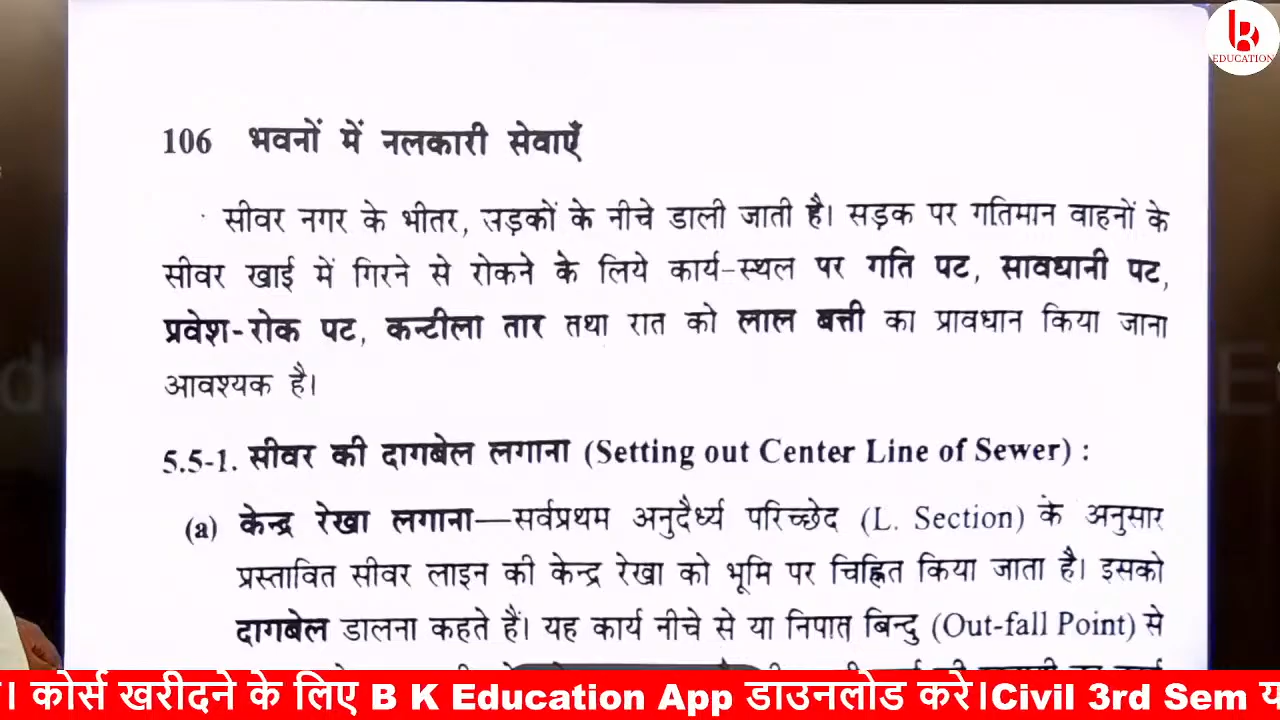 EDUCATION
106 भवनों में नलकारी सेवाएँ
सीवर नगर के भीतर, सड़कों के नीचे डाली जाती है। सड़क पर गतिमान वाहनों के
सीवर खाई में गिरने से रोकने के लिये कार्य-स्थल पर गति पट, सावधानी पट,
प्रवेश-रोक पट, कन्टीला तार तथा रात को लाल बत्ती का प्रावधान किया जाना
आवश्यक है।
5.5-1. सीवर की दागबेल लगाना (Setting out Center Line of Sewer) :
(a) केन्द्र रेखा लगाना—सर्वप्रथम अनुदैर्ध्य परिच्छेद (L. Section) के अनुसार
प्रस्तावित सीवर लाइन की केन्द्र रेखा को भूमि पर चिह्नित किया जाता है। इसको
दागबेल डालना कहते हैं। यह कार्य नीचे से या निपात बिन्दु (Out-fall Point) से
। कोर्स खरीदने के लिए B K Education App डाउनलोड करे।Civil 3rd Sem